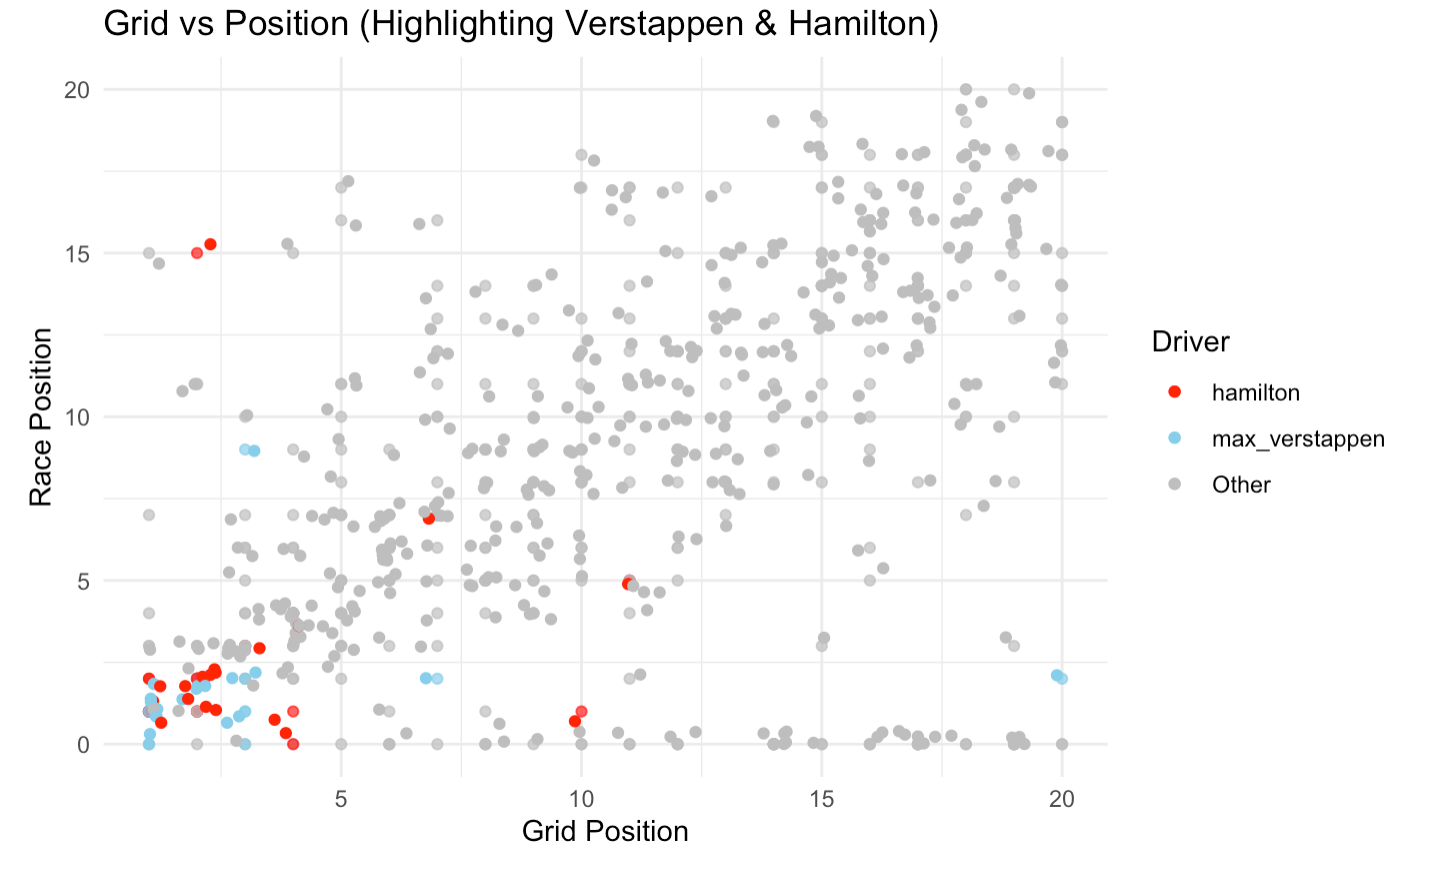 Grid vs Position (Highlighting Verstappen & Hamilton)
20
15
10
5
0
Race Position
5 10 15 20
Grid Position
Driver
hamilton
max_verstappen
Other